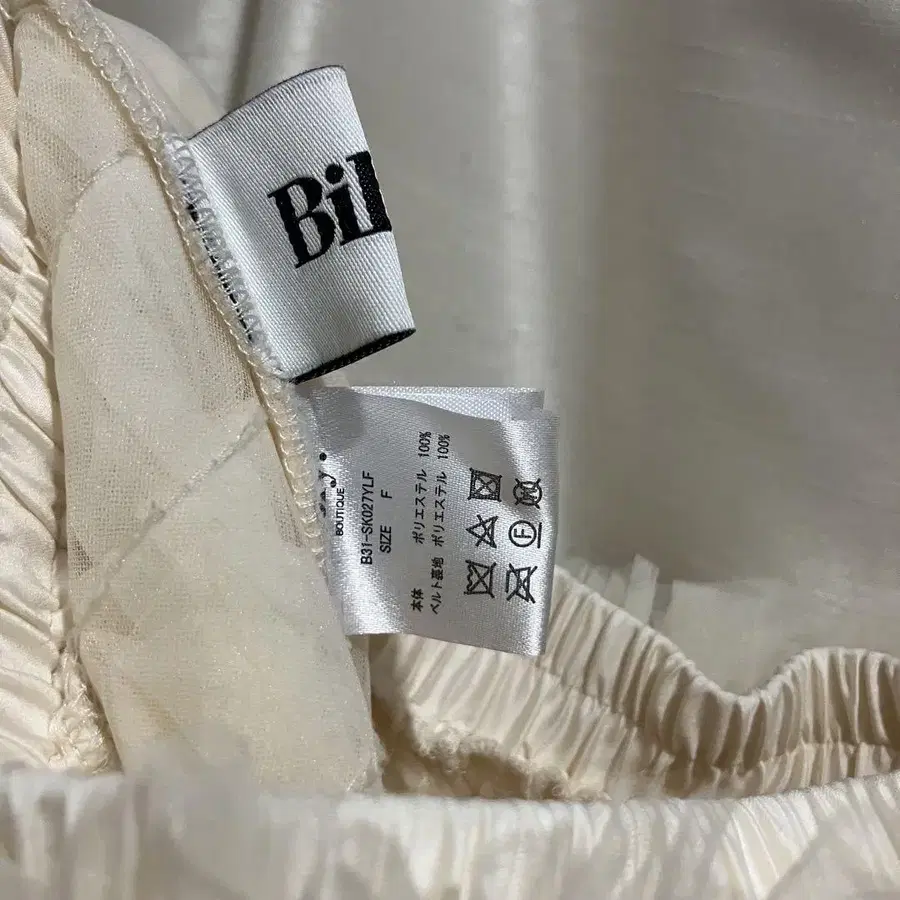 Bil
BOUTIQUE
B31-SK027YLF
SIZE F
本体 ポリエステル 100%
ベルト裏地 ポリエステル 100%